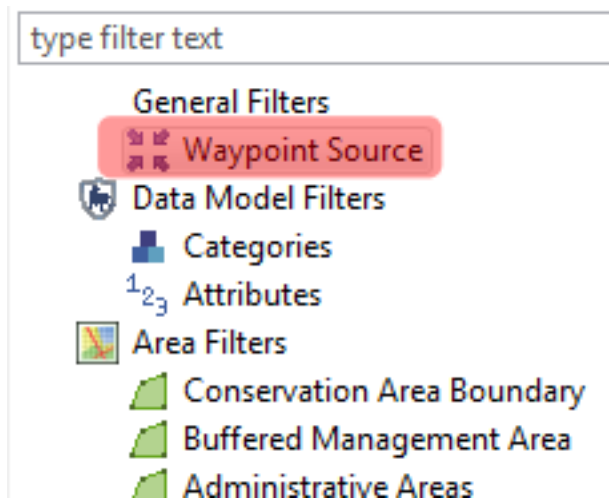 type filter text
General Filters
Waypoint Source
Data Model Filters
Categories
123 Attributes
Area Filters
Conservation Area Boundary
Buffered Management Area
Administrative Areas